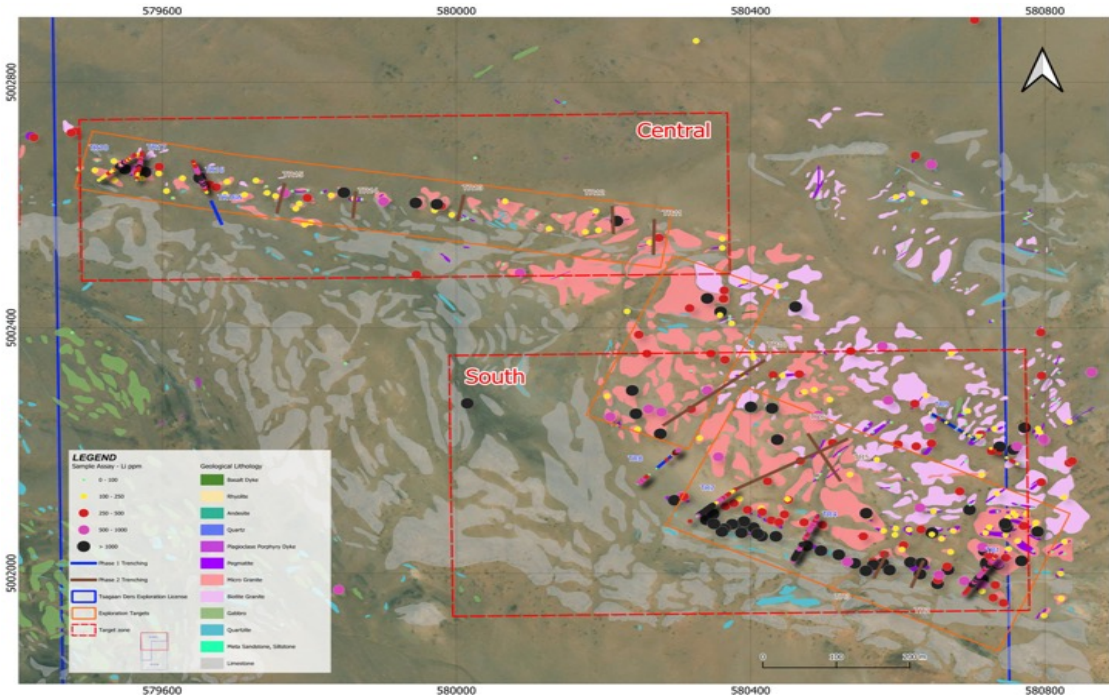 579600 580000 580400 580800
5002800
Central
5002400
South
LEGEND
Sample Assay - Li ppm
0 - 100
100 - 250
250 - 500
500 - 1000
> 1000
Phase 1 Trenching
Phase 2 Trenching
Tsagaan Ders Exploration License
Exploration Targets
Target zone
Geological Lithology
Basalt Dyke
Rhyolite
Andesite
Quartz
Plagioclass Porphyry Dyke
Pegmatite
Micro Granite
Biotite Granite
Gabbro
Quartzite
Meta Sandstone, Siltstone
Limestone
5002000
0 100 200 m
579600 580000 580400 580800